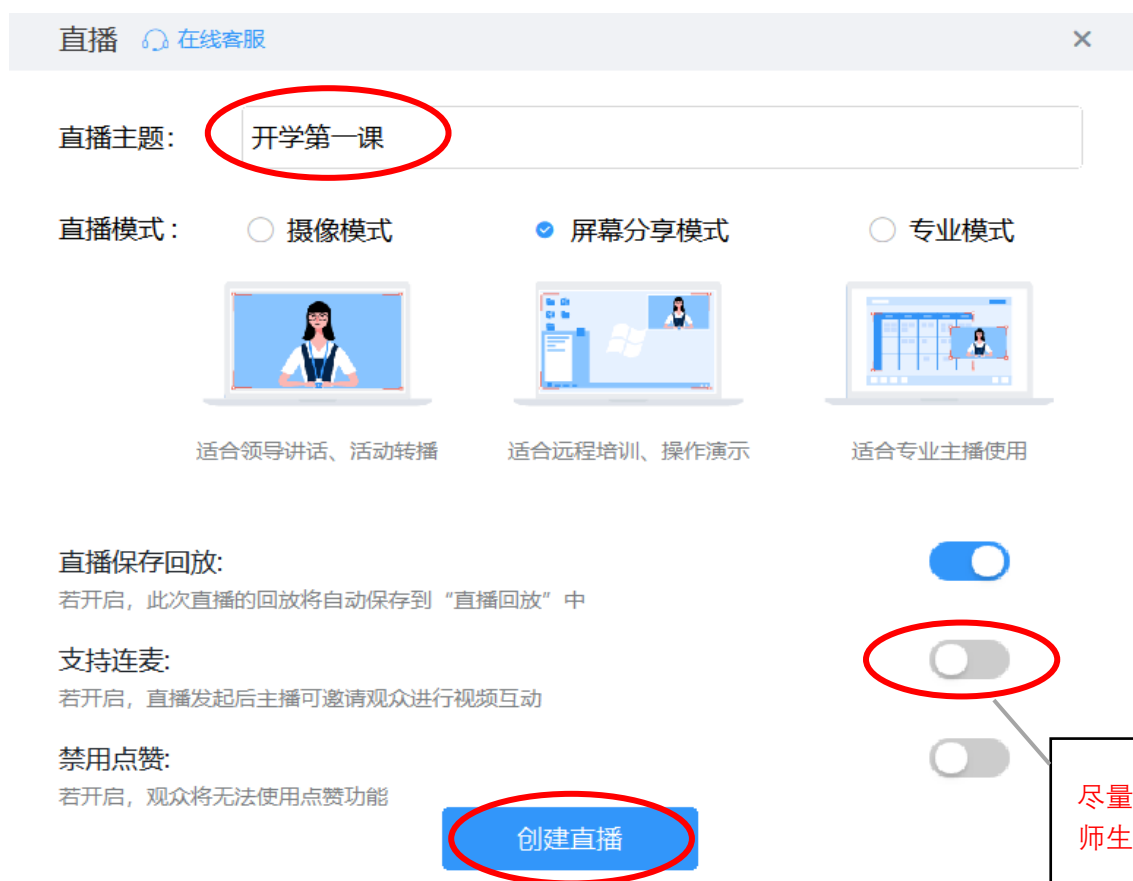 直播 在线客服
直播主题： 开学第一课
直播模式： 摄像模式 屏幕分享模式 专业模式
适合领导讲话、活动转播 适合远程培训、操作演示 适合专业主播使用
直播保存回放:
若开启，此次直播的回放将自动保存到“直播回放”中
支持连麦:
若开启，直播发起后主播可邀请观众进行视频互动
禁用点赞:
若开启，观众将无法使用点赞功能
尽量
师生
创建直播